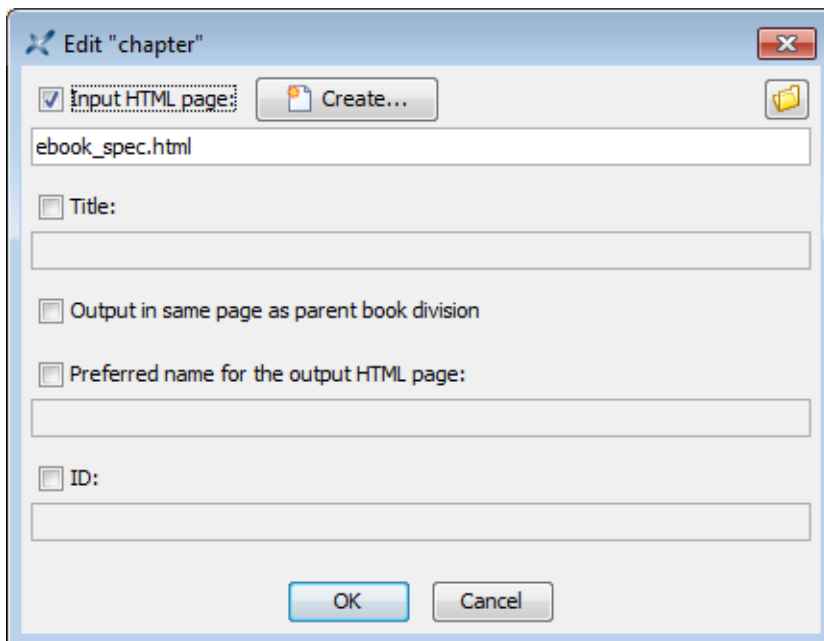 Edit "chapter"
Input HTML page: Create...
ebook_spec.html
Title:
Output in same page as parent book division
Preferred name for the output HTML page:
ID:
OK Cancel